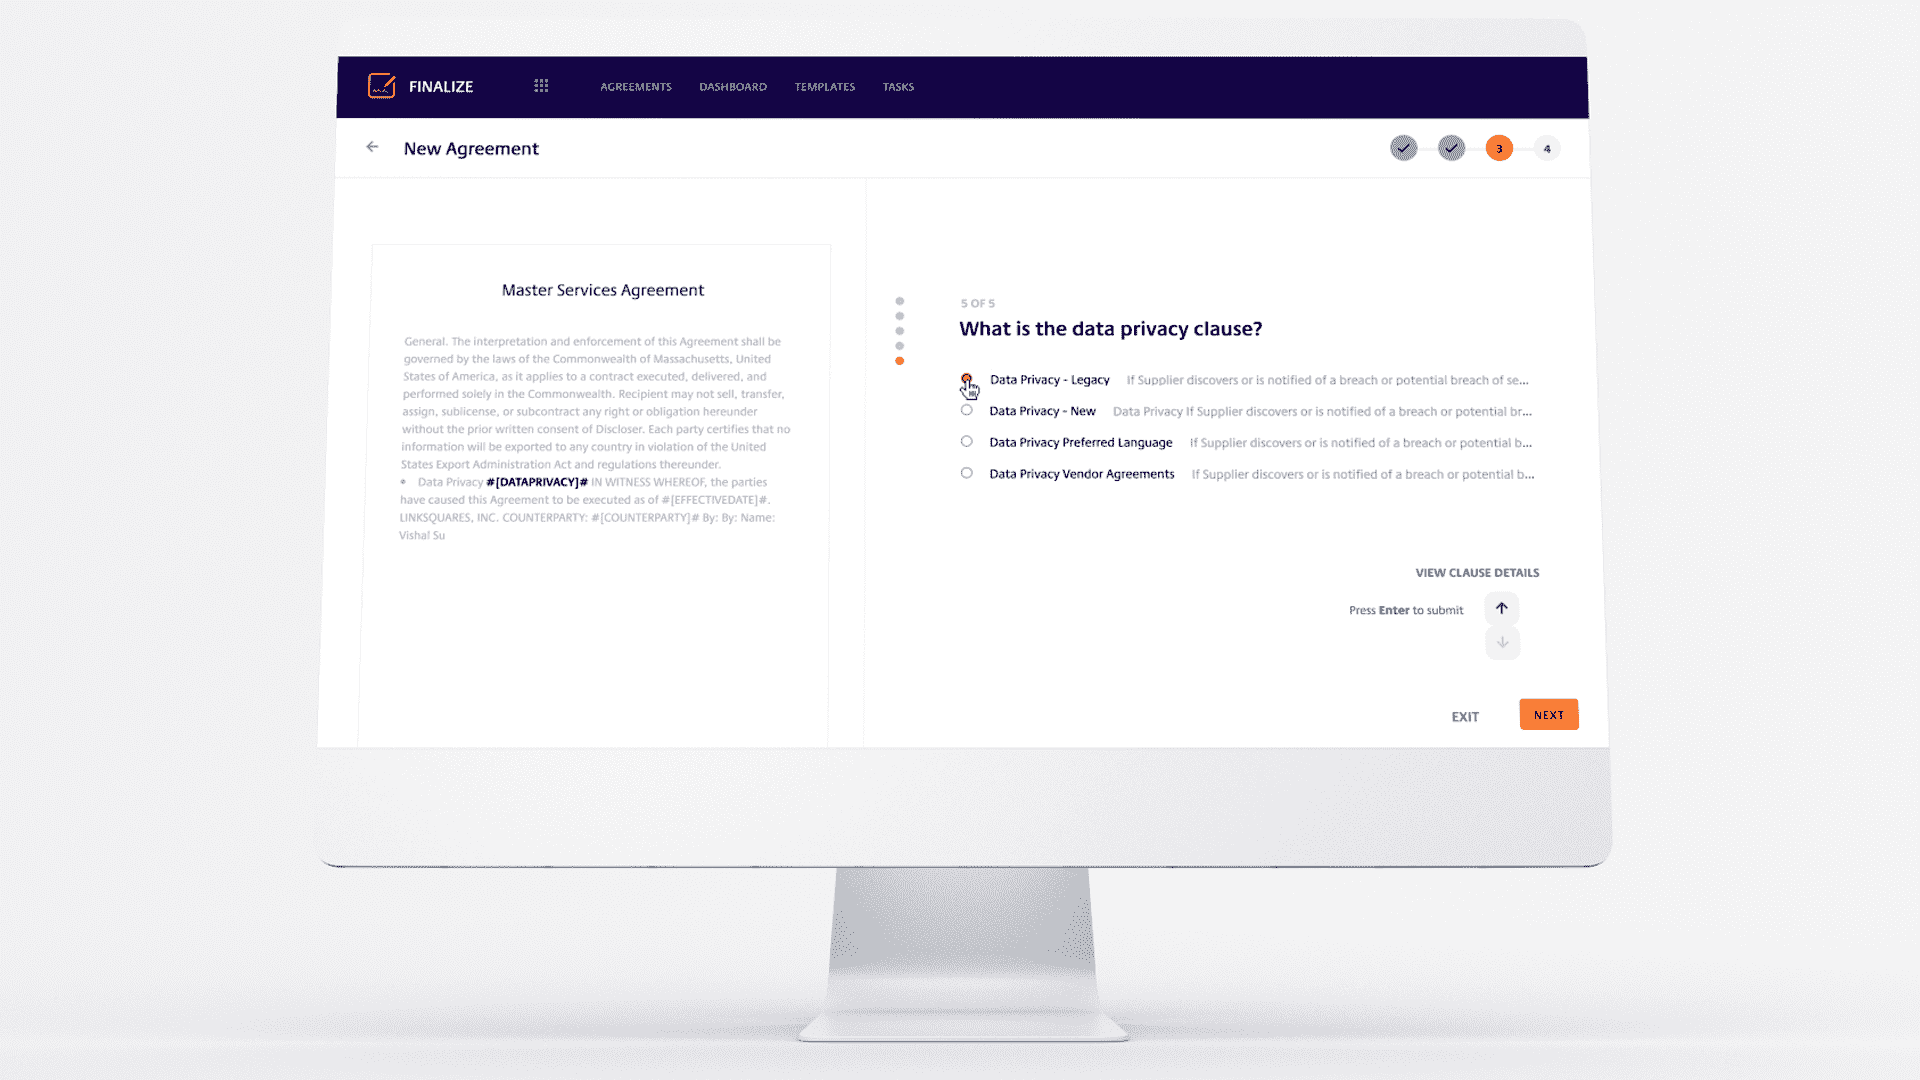 FINALIZE
AGREEMENTS
DASHBOARD
TEMPLATES
TASKS
New Agreement
3
4
Master Services Agreement
General. The interpretation and enforcement of this Agreement shall be
governed by the laws of the Commonwealth of Massachusetts, United
States of America, as it applies to a contract executed, delivered, and
performed solely in the Commonwealth. Recipient may not sell, transfer,
assign, sublicense, or subcontract any right or obligation hereunder
without the prior written consent of Discloser. Each party certifies that no
information will be exported to any country in violation of the United
States Export Administration Act and regulations thereunder.
• Data Privacy #[DATAPRIVACY]# IN WITNESS WHEREOF, the parties
have caused this Agreement to be executed as of #[EFFECTIVEDATE]#.
LINKSQUARES, INC. COUNTERPARTY: #[COUNTERPARTY]# By: By: Name:
Vishal Su
5 OF 5
What is the data privacy clause?
Data Privacy - Legacy If Supplier discovers or is notified of a breach or potential breach of se...
Data Privacy - New Data Privacy If Supplier discovers or is notified of a breach or potential br...
Data Privacy Preferred Language If Supplier discovers or is notified of a breach or potential b...
Data Privacy Vendor Agreements If Supplier discovers or is notified of a breach or potential b...
VIEW CLAUSE DETAILS
Press Enter to submit
EXIT
NEXT